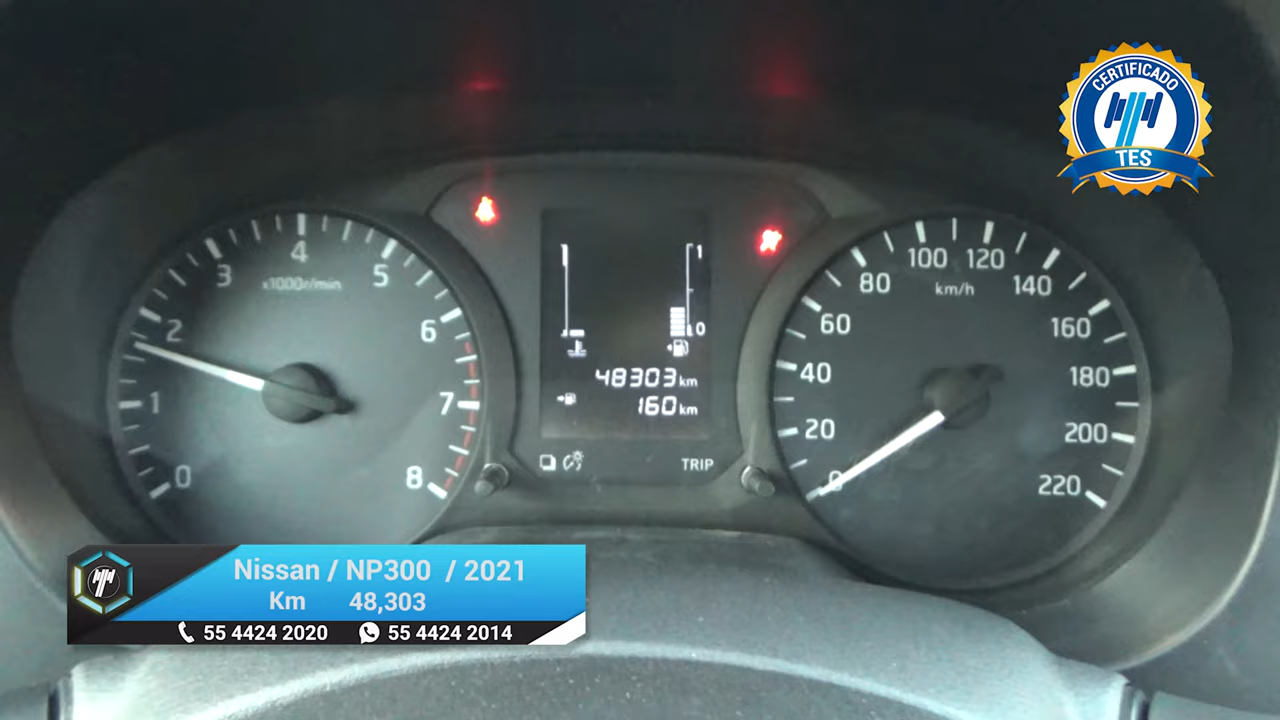 CERTIFICADO
TES
0
1
2
3
4
5
6
7
8
x1000r/min
1
0
48303 km
160 km
TRIP
0
20
40
60
80
100
120
140
160
180
200
220
km/h
Nissan / NP300 / 2021
Km 48,303
55 4424 2020 55 4424 2014